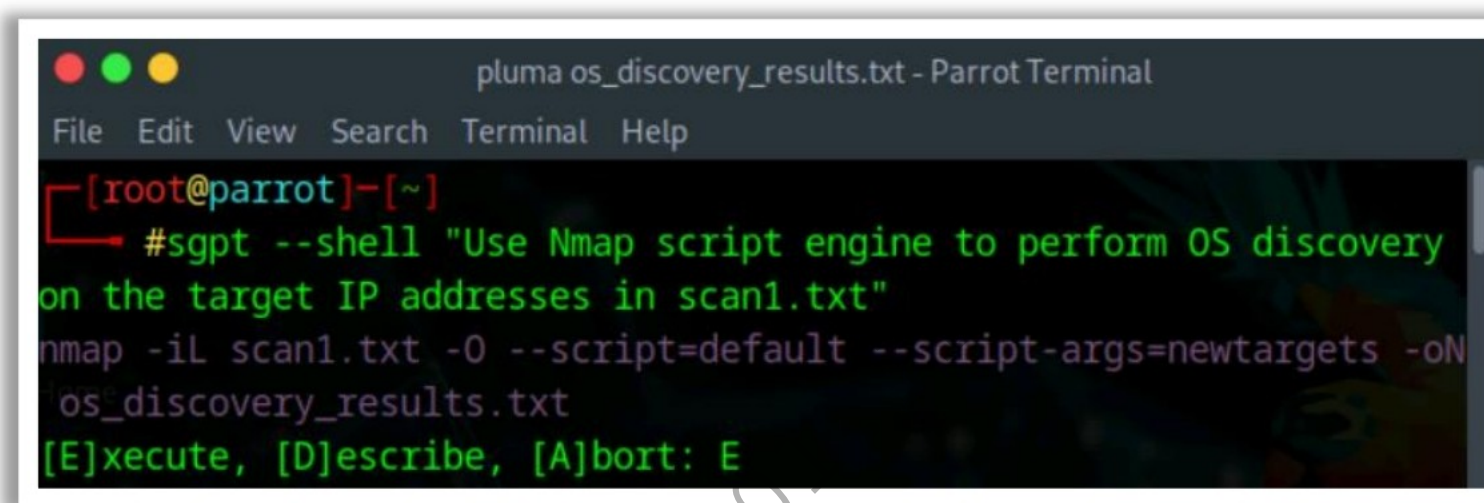 pluma os_discovery_results.txt - Parrot Terminal
File Edit View Search Terminal Help
[root@parrot]-[~]
#sgpt --shell "Use Nmap script engine to perform OS discovery
on the target IP addresses in scan1.txt"
nmap -iL scan1.txt -O --script=default --script-args=newtargets -oN
os_discovery_results.txt
[E]xecute, [D]escribe, [A]bort: E